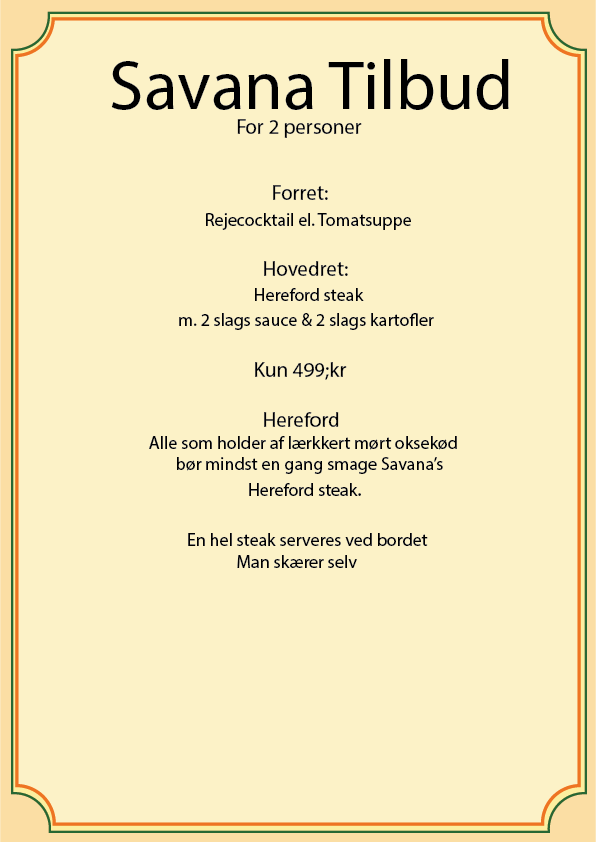 Savana Tilbud
For 2 personer
Forret:
Rejecocktail el. Tomatsuppe
Hovedret:
Hereford steak
m. 2 slags sauce & 2 slags kartofler
Kun 499;kr
Hereford
Alle som holder af lærkkert mørt oksekød
bør mindst en gang smage Savana’s
Hereford steak.
En hel steak serveres ved bordet
Man skærer selv